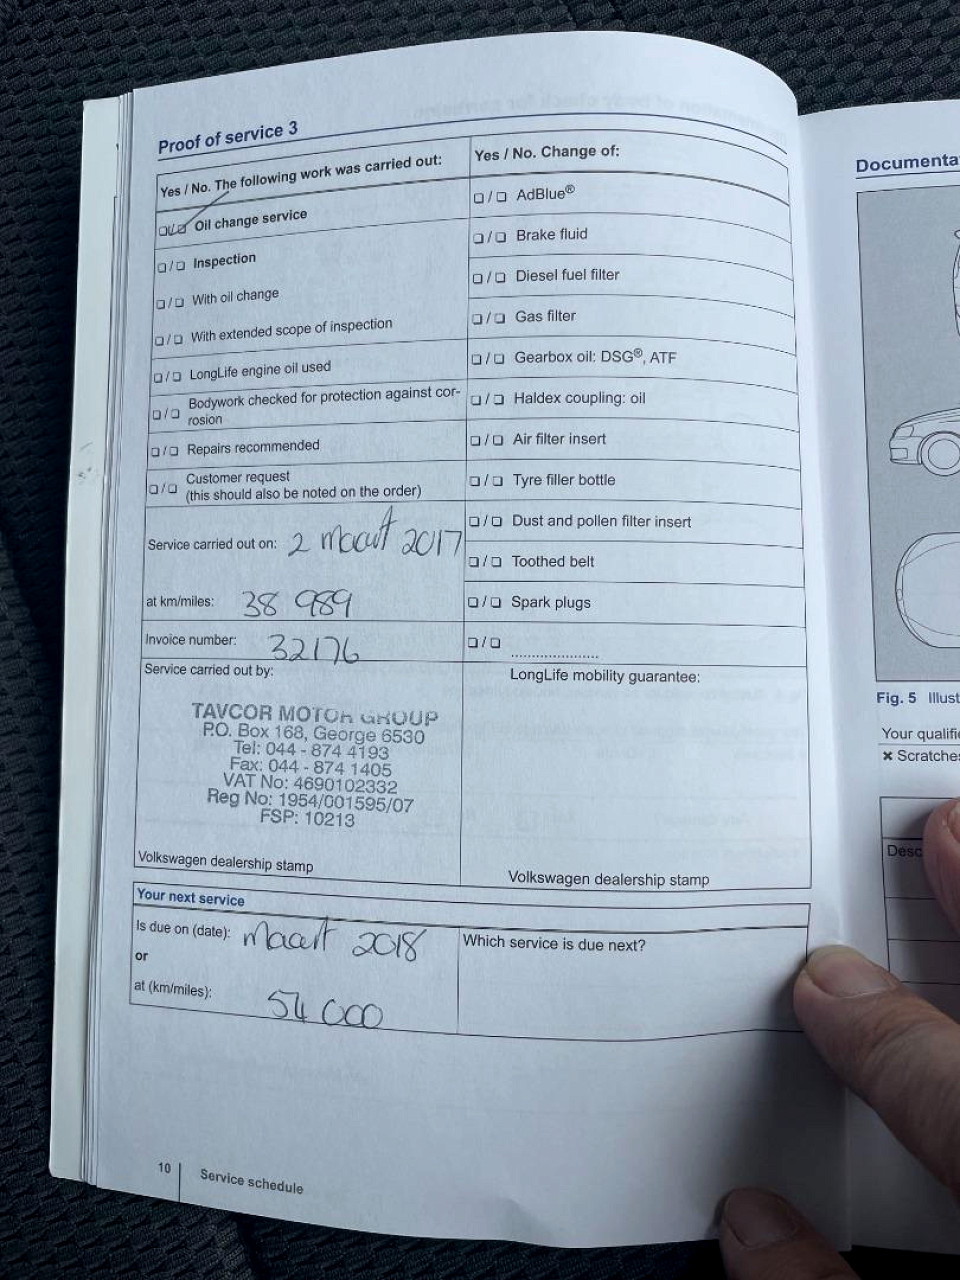 Proof of service 3
Yes / No. The following work was carried out:
Oil change service
☐ / ☐ Inspection
☐ / ☐ With oil change
☐ / ☐ With extended scope of inspection
☐ / ☐ LongLife engine oil used
☐ / ☐ Bodywork checked for protection against cor-
rosion
☐ / ☐ Repairs recommended
☐ / ☐ Customer request
(this should also be noted on the order)
Service carried out on: 2 Maart 2017
at km/miles: 38 989
Invoice number: 32176
Service carried out by:
TAVCOR MOTOR GROUP
P.O. Box 168, George 6530
Tel: 044 - 874 4193
Fax: 044 - 874 1405
VAT No: 4690102332
Reg No: 1954/001595/07
FSP: 10213
Volkswagen dealership stamp
Yes / No. Change of:
☐ / ☐ AdBlue®
☐ / ☐ Brake fluid
☐ / ☐ Diesel fuel filter
☐ / ☐ Gas filter
☐ / ☐ Gearbox oil: DSG®, ATF
☐ / ☐ Haldex coupling: oil
☐ / ☐ Air filter insert
☐ / ☐ Tyre filler bottle
☐ / ☐ Dust and pollen filter insert
☐ / ☐ Toothed belt
☐ / ☐ Spark plugs
☐ / ☐ .....................
LongLife mobility guarantee:
Volkswagen dealership stamp
Your next service
Is due on (date): Maart 2018
or
at (km/miles): 54 000
Which service is due next?
10 Service schedule
Documenta
Fig. 5 Illust
Your qualifie
✖ Scratche
Desc